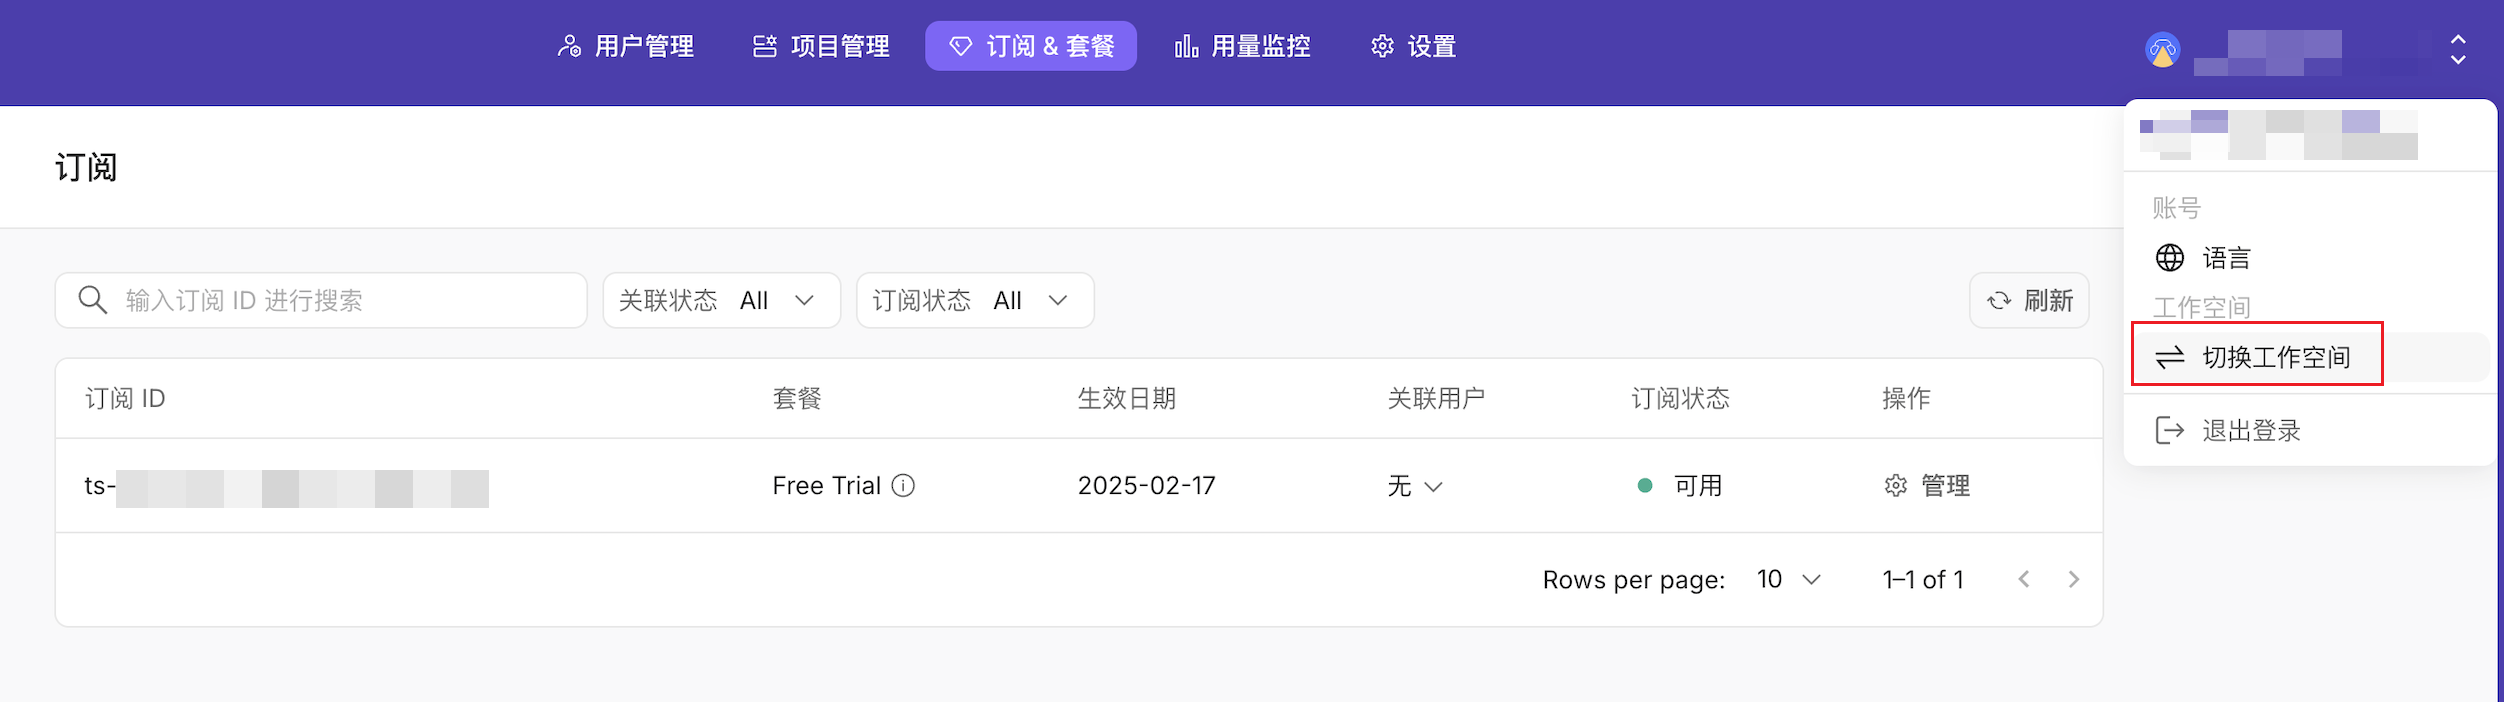 用户管理 项目管理 订阅 & 套餐 用量监控 设置
订阅
账号
语言
工作空间
切换工作空间
退出登录
输入订阅 ID 进行搜索 关联状态 All 订阅状态 All 刷新
订阅 ID 套餐 生效日期 关联用户 订阅状态 操作
ts- Free Trial 2025-02-17 无 可用 管理
Rows per page: 10 1–1 of 1